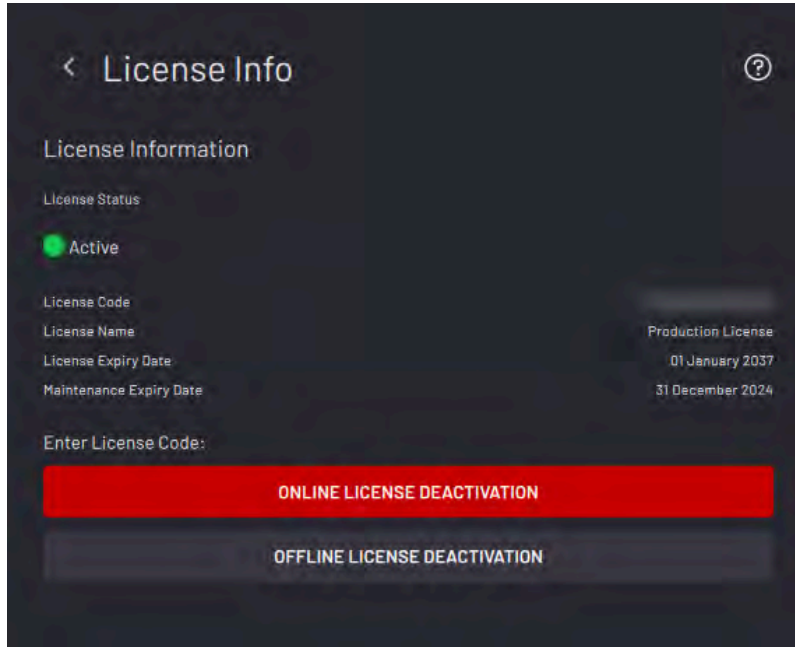 License Info
License Information
License Status
Active
License Code
License Name Production License
License Expiry Date 01 January 2037
Maintenance Expiry Date 31 December 2024
Enter License Code:
ONLINE LICENSE DEACTIVATION
OFFLINE LICENSE DEACTIVATION